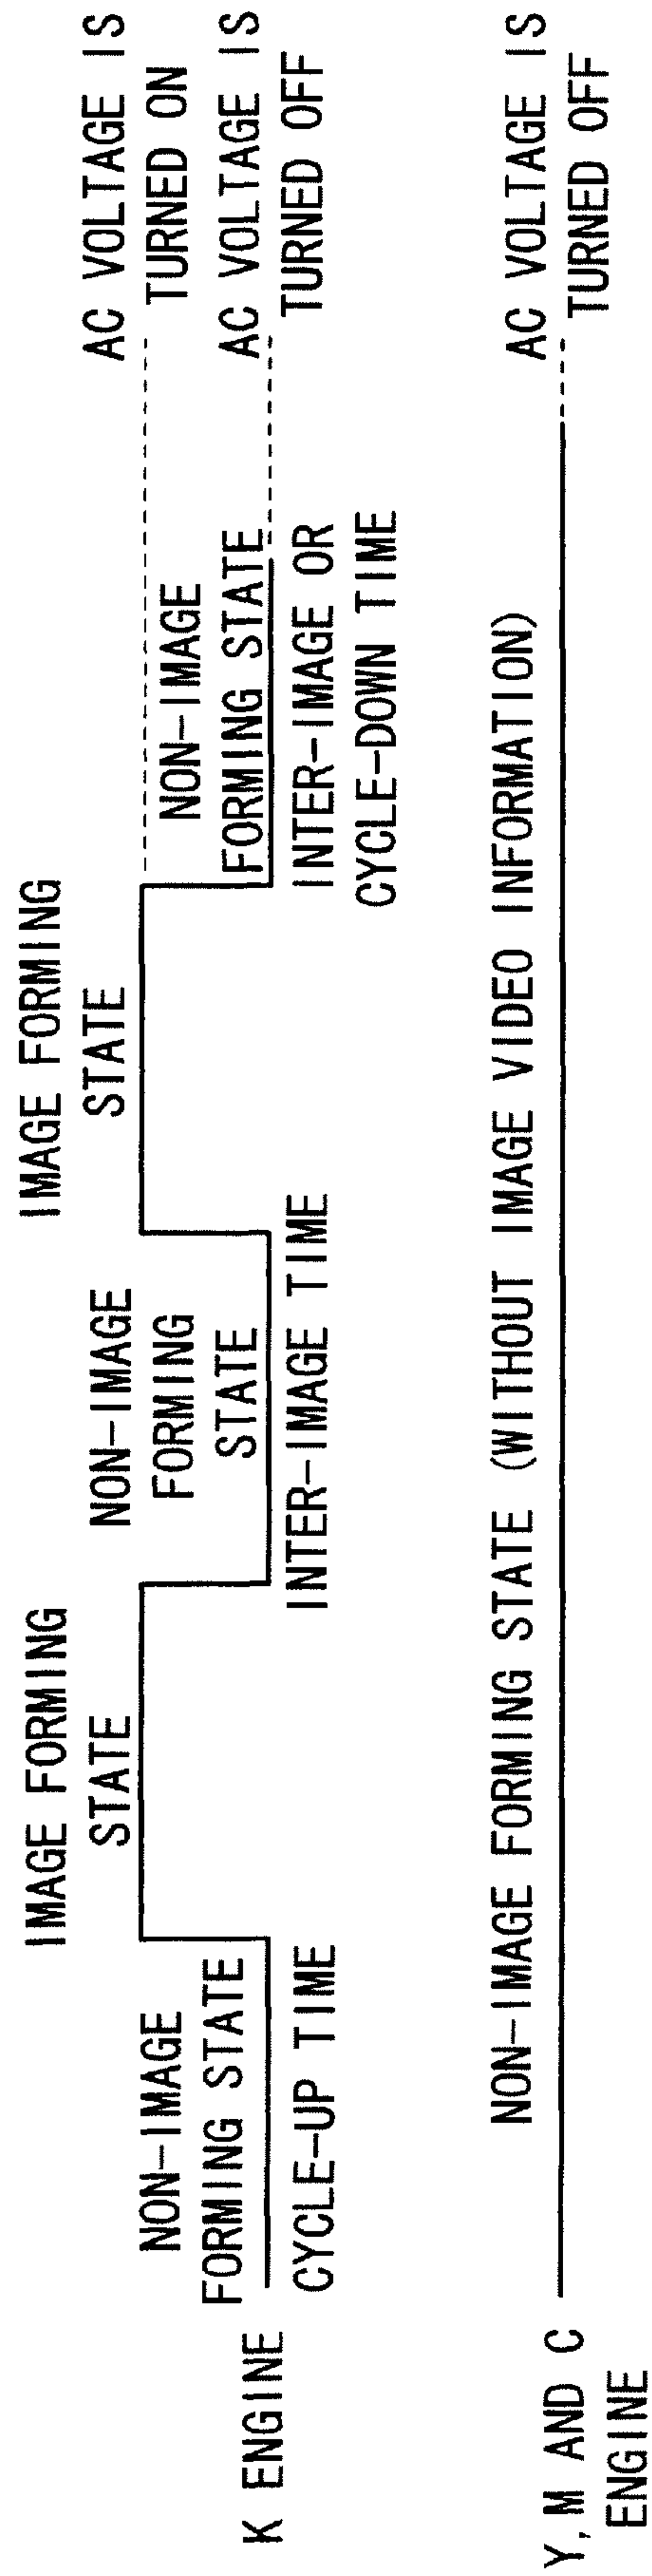 K ENGINE
NON-IMAGE
FORMING STATE
CYCLE-UP TIME
IMAGE FORMING
STATE
NON-IMAGE
FORMING
STATE
INTER-IMAGE TIME
IMAGE FORMING
STATE
NON-IMAGE
FORMING STATE
INTER-IMAGE OR
CYCLE-DOWN TIME
AC VOLTAGE IS
TURNED ON
AC VOLTAGE IS
TURNED OFF
Y, M AND C
ENGINE
NON-IMAGE FORMING STATE (WITHOUT IMAGE VIDEO INFORMATION)
AC VOLTAGE IS
TURNED OFF